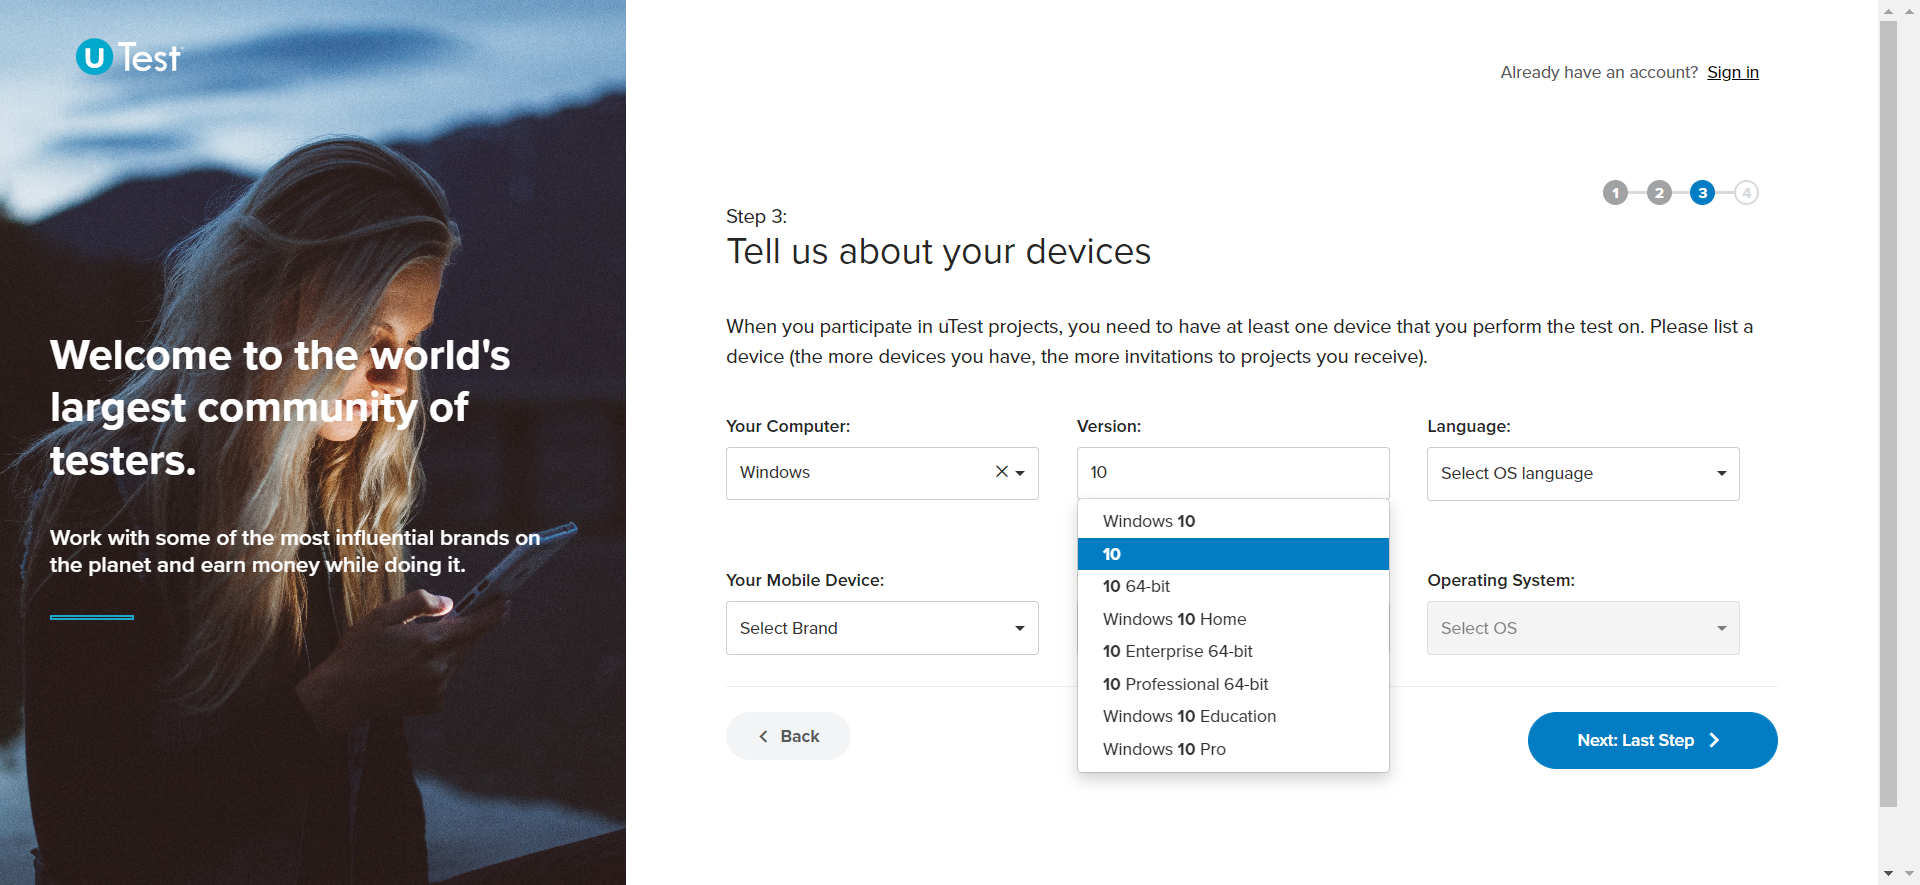 U Test
Welcome to the world's
largest community of
testers.
Work with some of the most influential brands on
the planet and earn money while doing it.
Already have an account? Sign in
1 2 3 4
Step 3:
Tell us about your devices
When you participate in uTest projects, you need to have at least one device that you perform the test on. Please list a
device (the more devices you have, the more invitations to projects you receive).
Your Computer:
Windows
Version:
10
Windows 10
10
10 64-bit
Windows 10 Home
10 Enterprise 64-bit
10 Professional 64-bit
Windows 10 Education
Windows 10 Pro
Language:
Select OS language
Your Mobile Device:
Select Brand
Operating System:
Select OS
Back
Next: Last Step